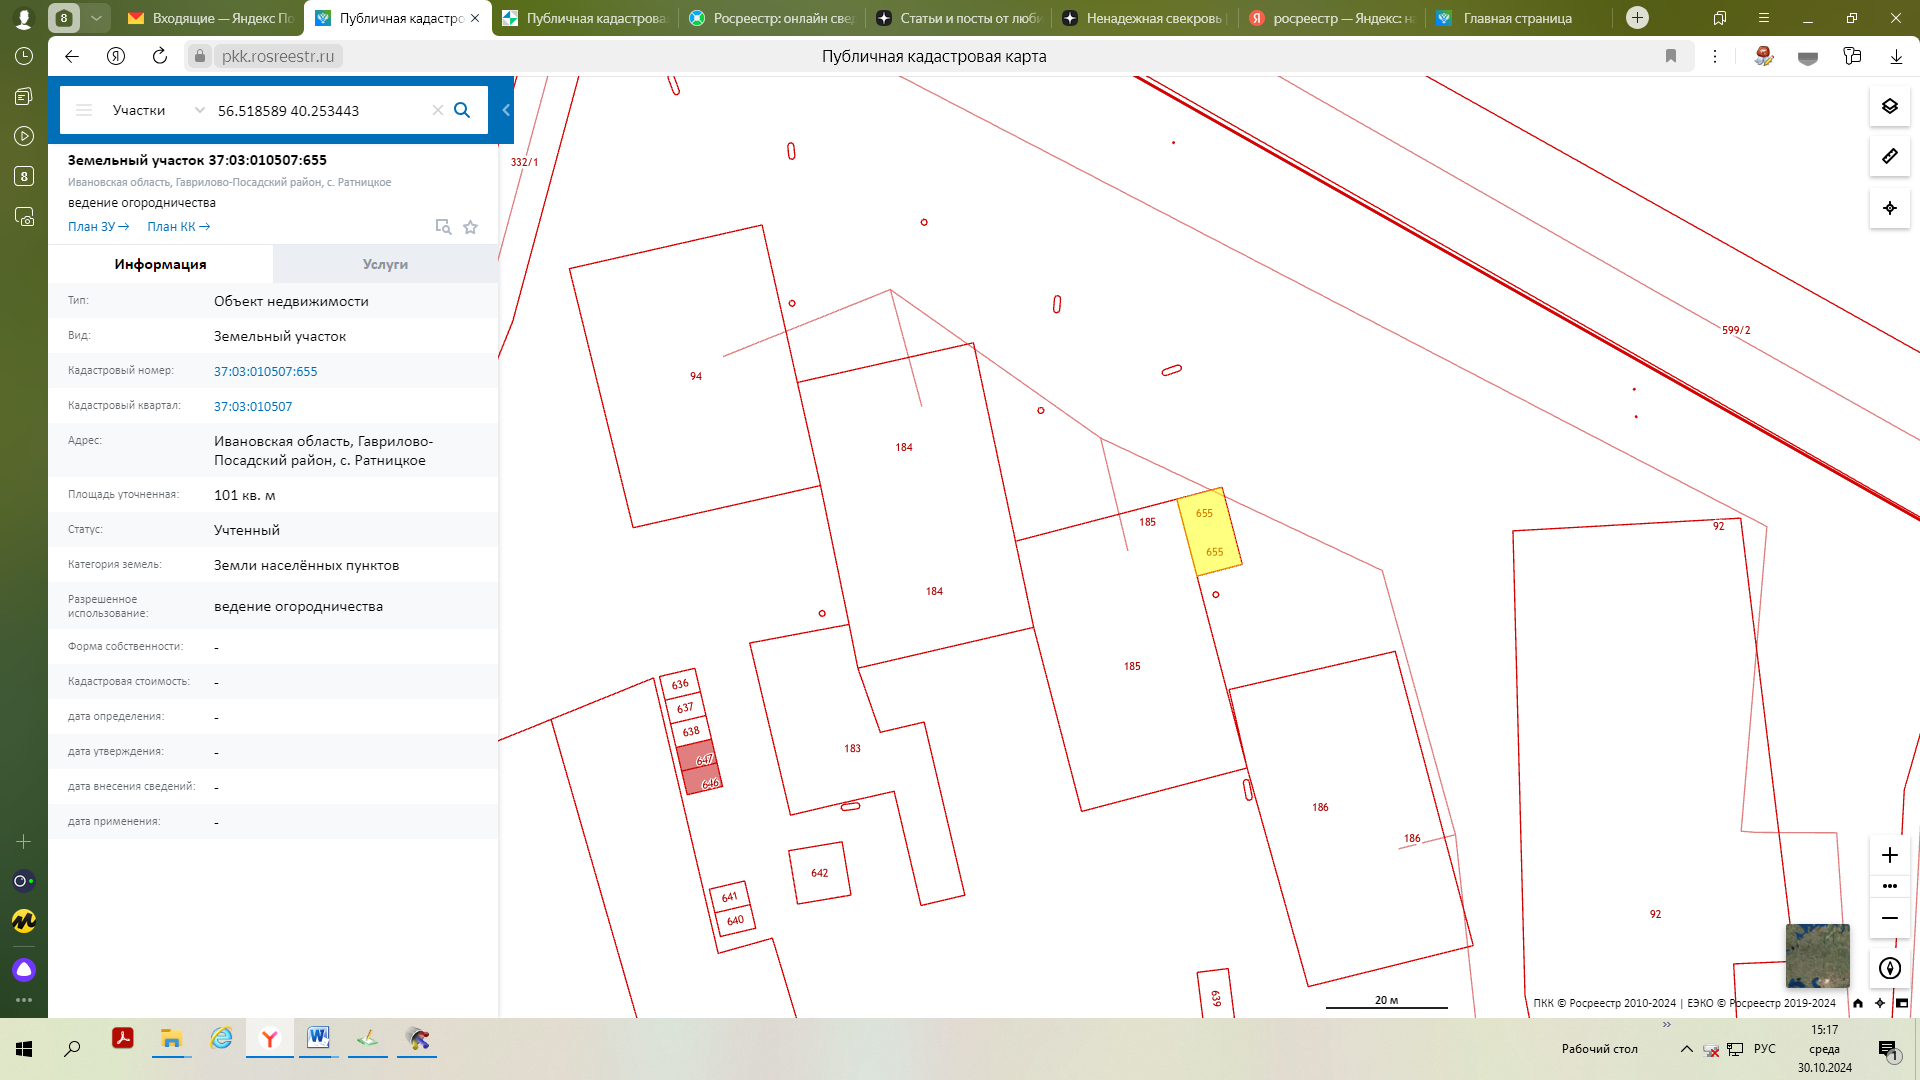 8
Входящие — Яндекс По
Публичная кадастро
Публичная кадастрова
Росреестр: онлайн све
Статьи и посты от люби
Ненадежная свекровь
росреестр — Яндекс: на
Главная страница
pkk.rosreestr.ru
Публичная кадастровая карта
8
Участки
56.518589 40.253443
Земельный участок 37:03:010507:655
Ивановская область, Гаврилово-Посадский район, с. Ратницкое
ведение огородничества
План ЗУ →
План КК →
Информация
Услуги
Тип:
Объект недвижимости
Вид:
Земельный участок
Кадастровый номер:
37:03:010507:655
Кадастровый квартал:
37:03:010507
Адрес:
Ивановская область, Гаврилово-
Посадский район, с. Ратницкое
Площадь уточненная:
101 кв. м
Статус:
Учтенный
Категория земель:
Земли населённых пунктов
Разрешенное
использование:
ведение огородничества
Форма собственности:
-
Кадастровая стоимость:
-
дата определения:
-
дата утверждения:
-
дата внесения сведений:
-
дата применения:
-
332/1
599/2
94
184
184
185
655
655
185
92
636
637
638
647
646
183
186
186
642
641
640
92
639
20 м
ПКК © Росреестр 2010-2024 | ЕЭКО © Росреестр 2019-2024
Рабочий стол
РУС
15:17
среда
30.10.2024
1